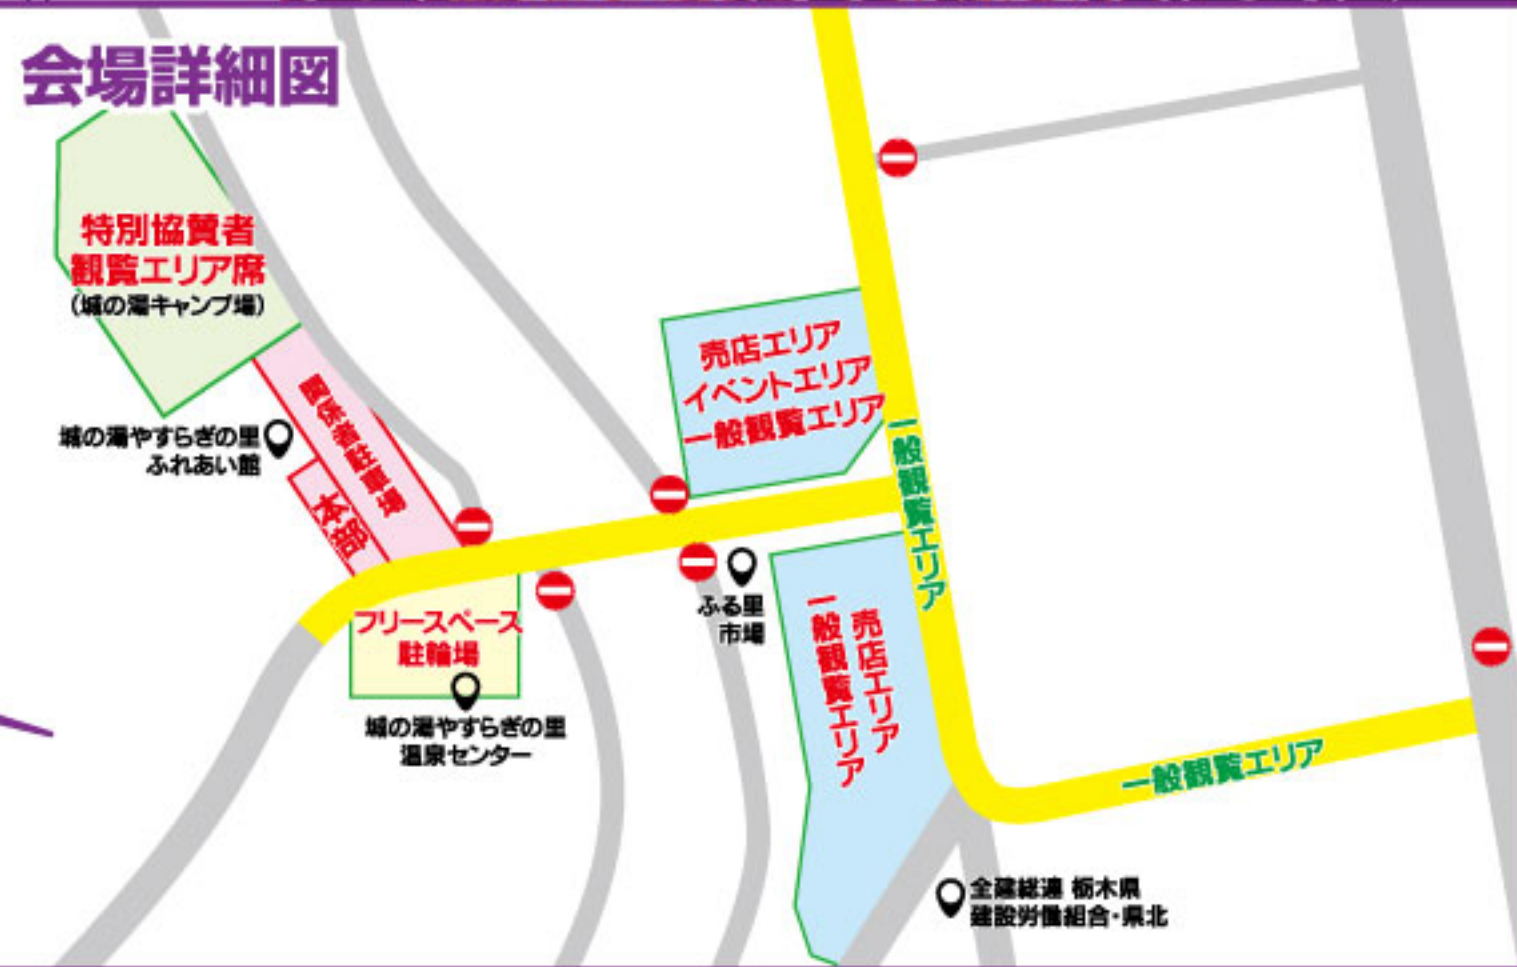 会場詳細図
特別協賛者
観覧エリア席
(城の湯キャンプ場)
関係者駐車場
城の湯やすらぎの里
ふれあい館
本部
売店エリア
イベントエリア
一般観覧エリア
一般観覧エリア
フリースペース
駐輪場
城の湯やすらぎの里
温泉センター
ふる里
市場
売店エリア
一般観覧エリア
一般観覧エリア
全建総連 栃木県
建設労働組合・県北